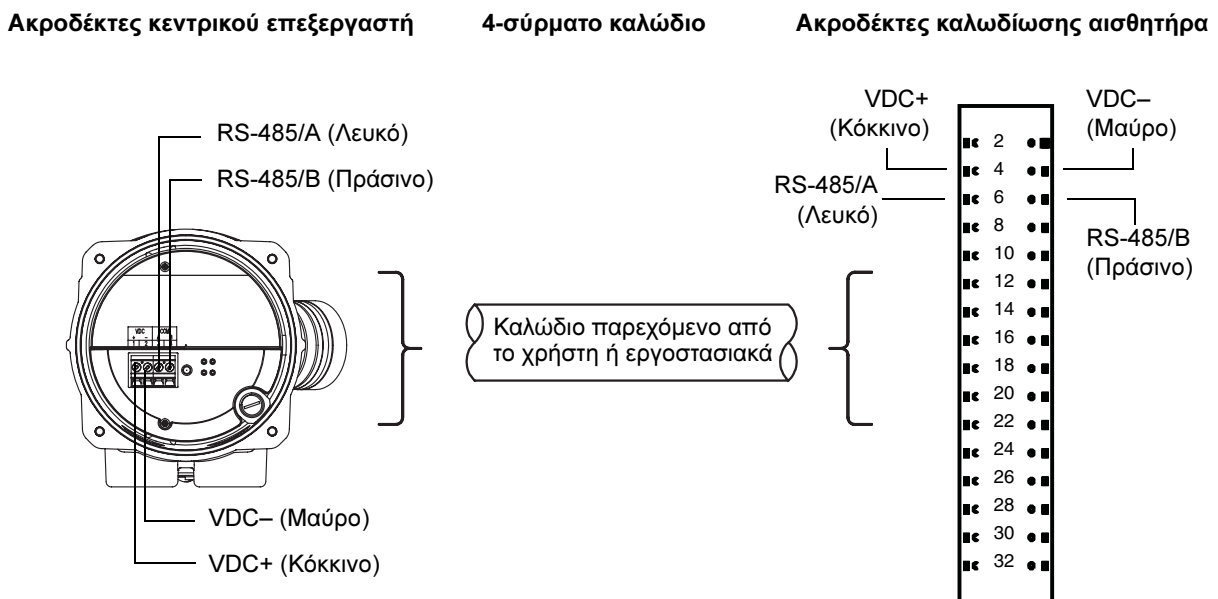 Ακροδέκτες κεντρικού επεξεργαστή
4-σύρματο καλώδιο
Ακροδέκτες καλωδίωσης αισθητήρα
RS-485/A (Λευκό)
RS-485/B (Πράσινο)
VDC
COM
VDC– (Μαύρο)
VDC+ (Κόκκινο)
Καλώδιο παρεχόμενο από
το χρήστη ή εργοστασιακά
VDC+
(Κόκκινο)
VDC–
(Μαύρο)
RS-485/A
(Λευκό)
RS-485/B
(Πράσινο)
2
4
6
8
10
12
14
16
18
20
22
24
26
28
30
32